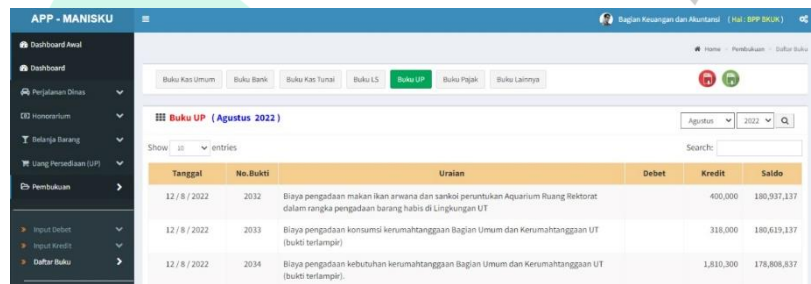 APP - MANISKU
Bagian Keuangan dan Akuntansi ( Hal : BPP BKUK )
Dashboard Awal
Home Pembukuan Daftar Buku
Dashboard
Perjalanan Dinas
Buku Kas Umum Buku Bank Buku Kas Tunai Buku LS Buku UP Buku Pajak Buku Lainnya
Honorarium
Belanja Barang
Uang Persediaan (UP)
Pembukuan
Input Debet
Input Kredit
Daftar Buku
Buku UP ( Agustus 2022 )
Agustus 2022
Show 10 entries
Search:
Tanggal No.Bukti Uraian Debet Kredit Saldo
12 / 8 / 2022 2032 Biaya pengadaan makan ikan arwana dan sankoi peruntukan Aquarium Ruang Rektorat 400,000 180,937,137
dalam rangka pengadaan barang habis di Lingkungan UT
12 / 8 / 2022 2033 Biaya pengadaan konsumsi kerumahtanggaan Bagian Umum dan Kerumahtanggaan UT 318,000 180,619,137
(bukti terlampir)
12 / 8 / 2022 2034 Biaya pengadaan kebutuhan kerumahtanggaan Bagian Umum dan Kerumahtanggaan UT 1,810,300 178,808,837
(bukti terlampir).